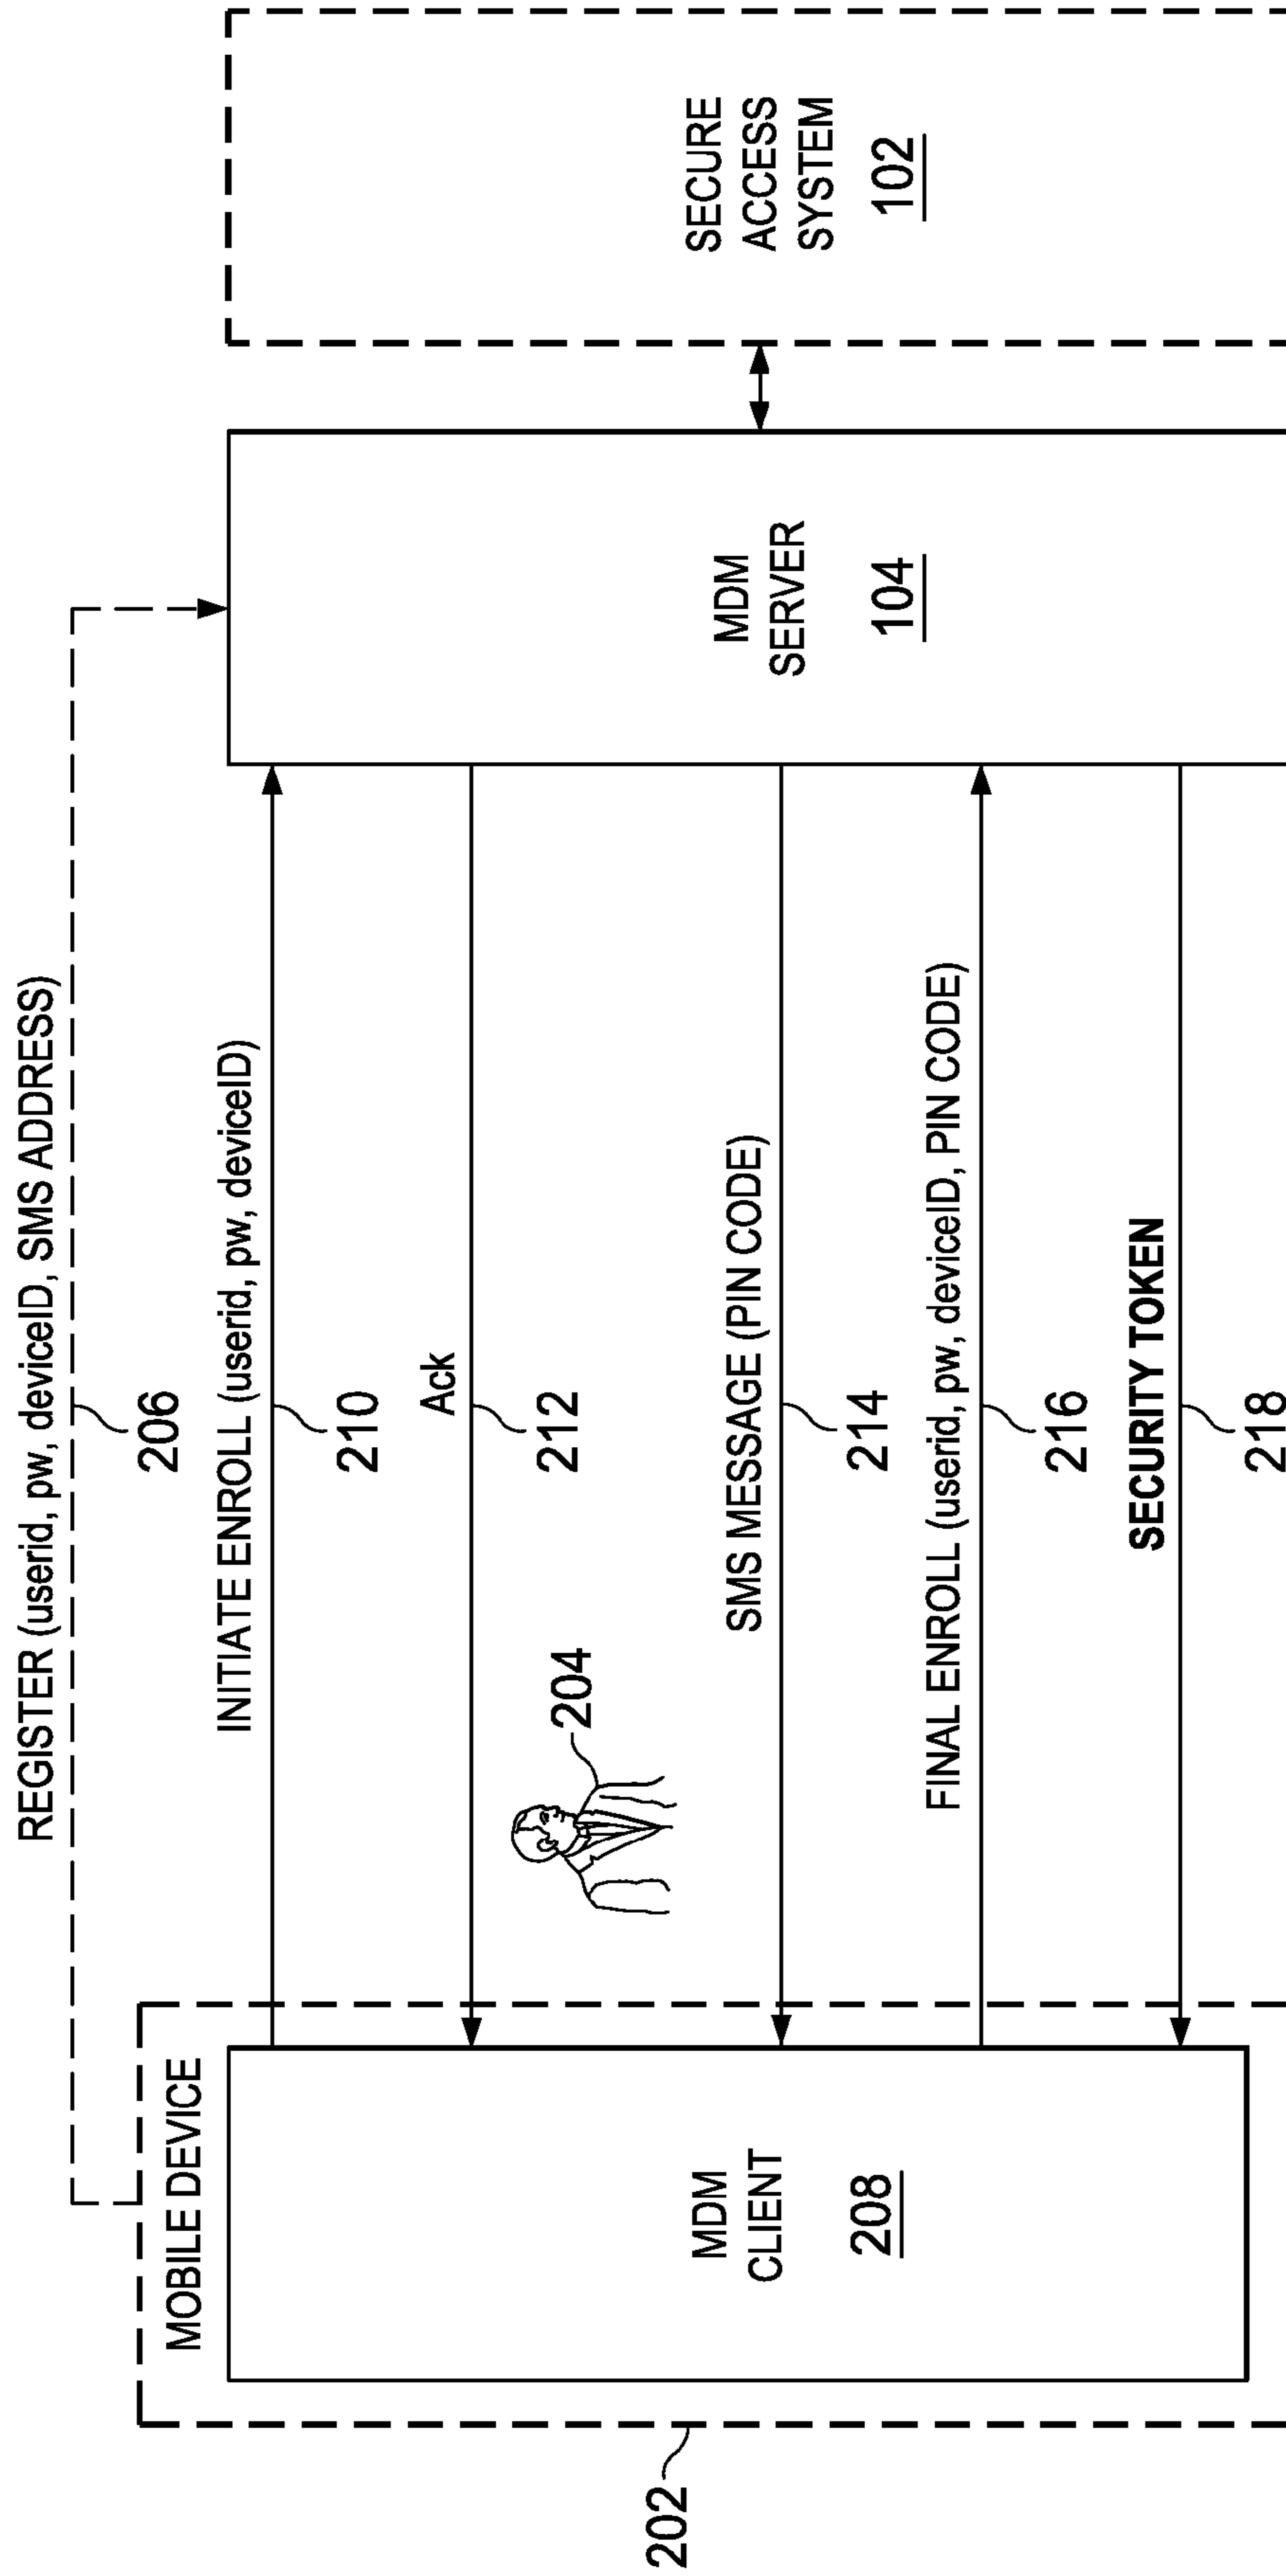 REGISTER (userid, pw, deviceID, SMS ADDRESS)
206
MOBILE DEVICE
202
MDM
CLIENT
208
INITIATE ENROLL (userid, pw, deviceID)
210
Ack
212
204
SMS MESSAGE (PIN CODE)
214
FINAL ENROLL (userid, pw, deviceID, PIN CODE)
216
SECURITY TOKEN
218
MDM
SERVER
104
SECURE
ACCESS
SYSTEM
102